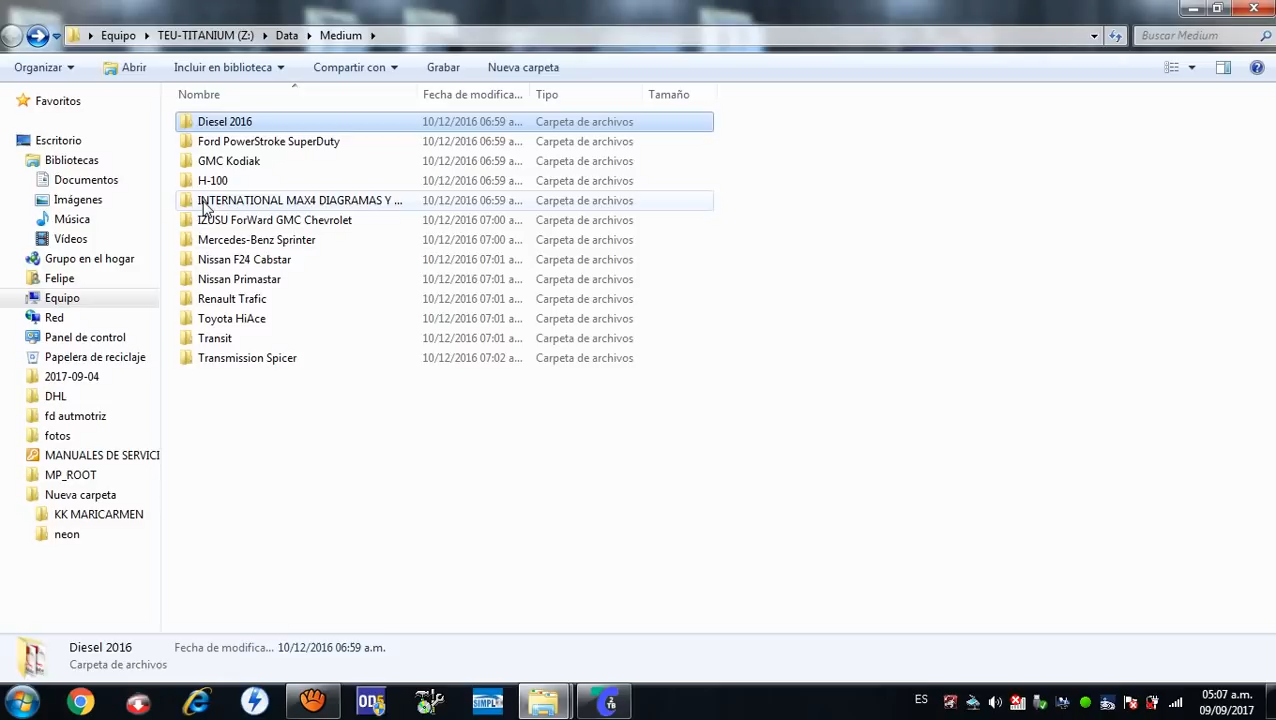 Equipo ▸ TEU-TITANIUM (Z:) ▸ Data ▸ Medium ▸
Buscar Medium
Organizar Abrir Incluir en biblioteca Compartir con Grabar Nueva carpeta
Nombre Fecha de modifica... Tipo Tamaño
Favoritos
Escritorio
Bibliotecas
Documentos
Imágenes
Música
Vídeos
Grupo en el hogar
Felipe
Equipo
Red
Panel de control
Papelera de reciclaje
2017-09-04
DHL
fd autmotriz
fotos
MANUALES DE SERVICI
MP_ROOT
Nueva carpeta
KK MARICARMEN
neon
Diesel 2016 10/12/2016 06:59 a... Carpeta de archivos
Ford PowerStroke SuperDuty 10/12/2016 06:59 a... Carpeta de archivos
GMC Kodiak 10/12/2016 06:59 a... Carpeta de archivos
H-100 10/12/2016 06:59 a... Carpeta de archivos
INTERNATIONAL MAX4 DIAGRAMAS Y ... 10/12/2016 06:59 a... Carpeta de archivos
IZUSU ForWard GMC Chevrolet 10/12/2016 07:00 a... Carpeta de archivos
Mercedes-Benz Sprinter 10/12/2016 07:00 a... Carpeta de archivos
Nissan F24 Cabstar 10/12/2016 07:01 a... Carpeta de archivos
Nissan Primastar 10/12/2016 07:01 a... Carpeta de archivos
Renault Trafic 10/12/2016 07:01 a... Carpeta de archivos
Toyota HiAce 10/12/2016 07:01 a... Carpeta de archivos
Transit 10/12/2016 07:01 a... Carpeta de archivos
Transmission Spicer 10/12/2016 07:02 a... Carpeta de archivos
Diesel 2016 Fecha de modifica... 10/12/2016 06:59 a.m.
Carpeta de archivos
OD5
SIMPLE
ES
05:07 a.m.
09/09/2017